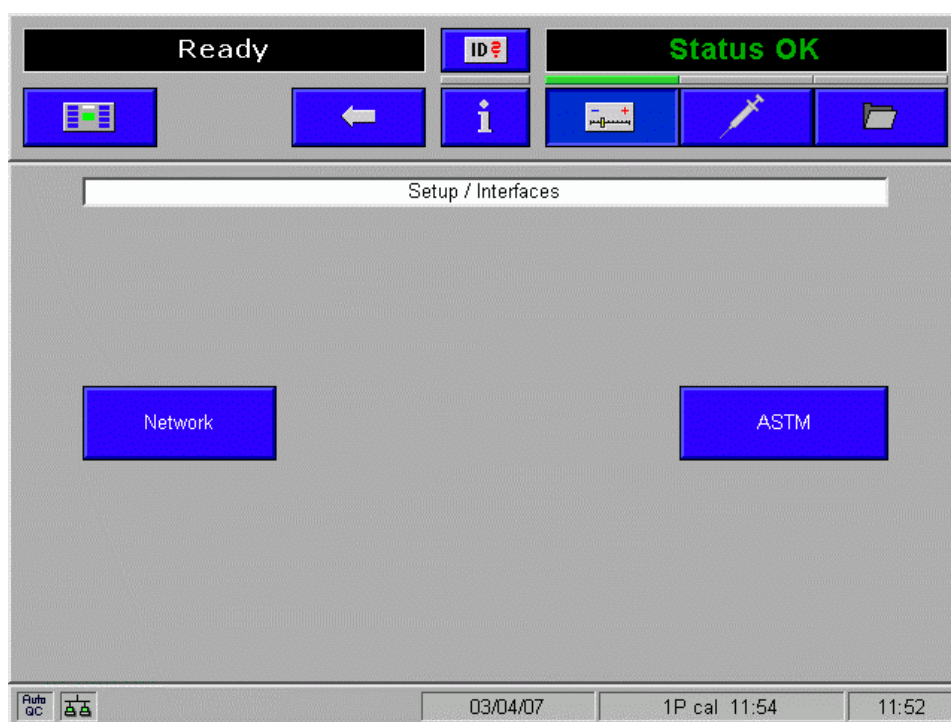 Ready
ID?
Status OK
i
- +
Setup / Interfaces
Network
ASTM
Auto QC
03/04/07
1P cal 11:54
11:52